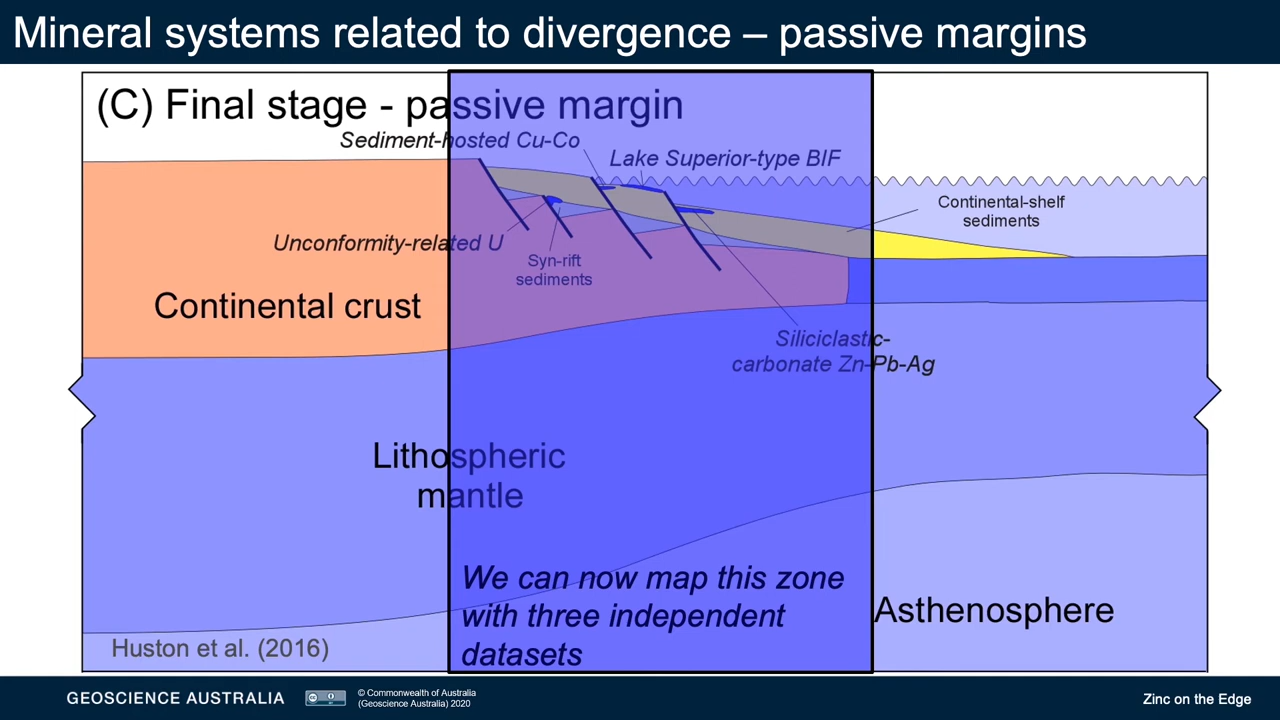 Mineral systems related to divergence – passive margins
(C) Final stage - passive margin
Sediment-hosted Cu-Co
Lake Superior-type BIF
Continental-shelf
sediments
Unconformity-related U
Syn-rift
sediments
Continental crust
Siliciclastic-
carbonate Zn-Pb-Ag
Lithospheric
mantle
We can now map this zone
with three independent
datasets
Asthenosphere
Huston et al. (2016)
GEOSCIENCE AUSTRALIA
© Commonwealth of Australia
(Geoscience Australia) 2020
Zinc on the Edge